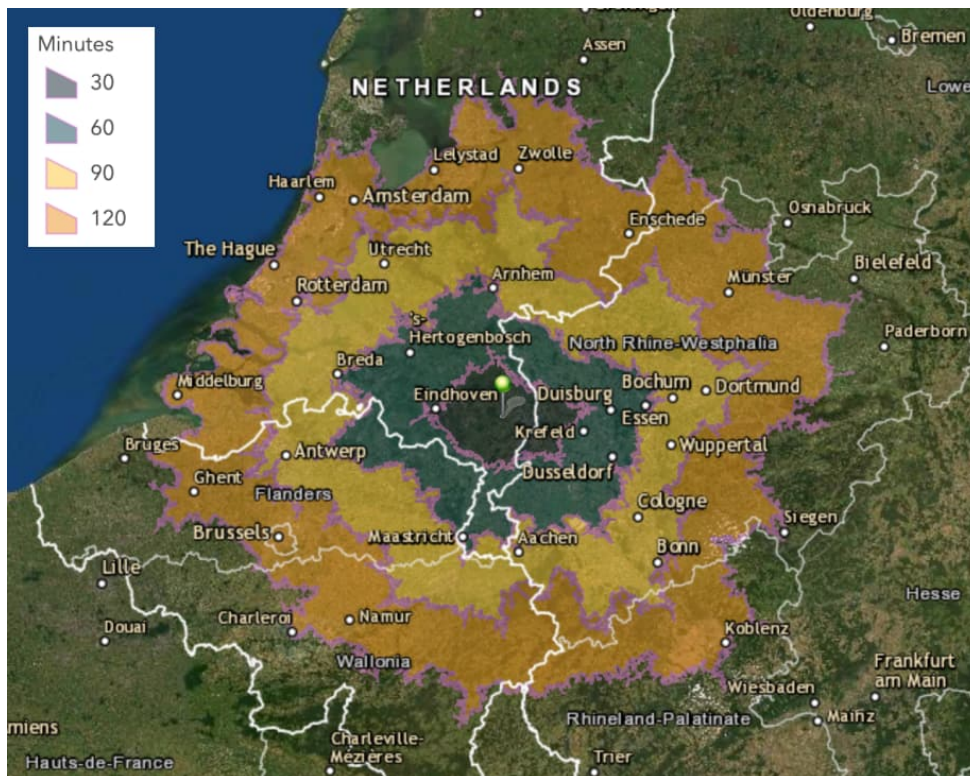 Minutes
30
60
90
120
Oldenburg
Bremen
Assen
Lowe
NETHERLANDS
Lelystad
Zwolle
Haarlem
Amsterdam
Osnabruck
Enschede
The Hague
Utrecht
Bielefeld
Arnhem
Munster
Rotterdam
's-
Hertogenbosch
North Rhine-Westphalia
Paderborn
Breda
Middelburg
Eindhoven
Duisburg
Bochum
Dortmund
Essen
Krefeld
Bruges
Antwerp
Wuppertal
Dusseldorf
Ghent
Flanders
Cologne
Siegen
Brussels
Maastricht
Aachen
Bonn
Lille
Hesse
Charleroi
Namur
Douai
Koblenz
Wallonia
Frankfurt
am Main
Wiesbaden
Rhineland-Palatinate
Mainz
miens
Charleville-
Mézières
Hauts-de-France
Trier